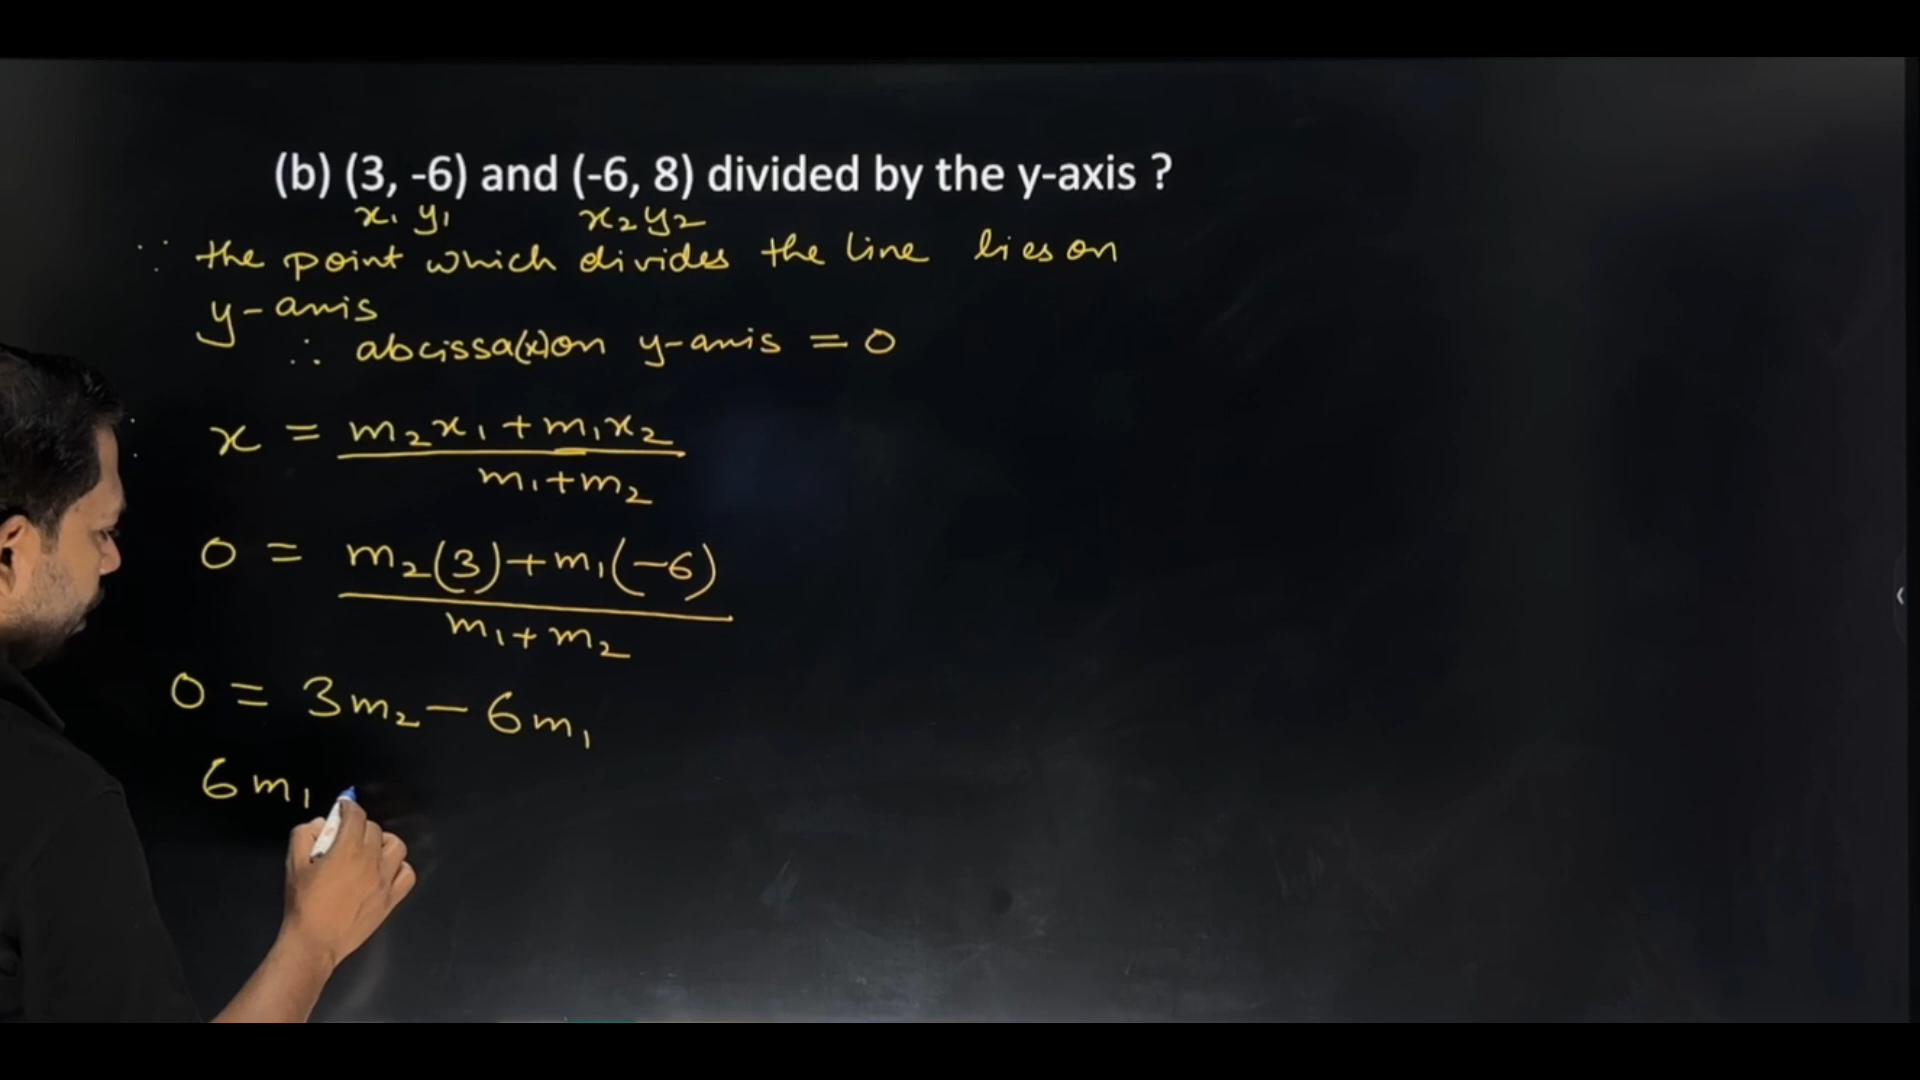 (b) (3, -6) and (-6, 8) divided by the y-axis ?
x₁ y₁ x₂ y₂
∵ the point which divides the line lies on
y-axis
∴ abcissa(x) on y-axis = 0
x = m₂x₁ + m₁x₂
m₁+m₂
0 = m₂(3)+m₁(-6)
m₁+m₂
0 = 3m₂ - 6m₁
6m₁